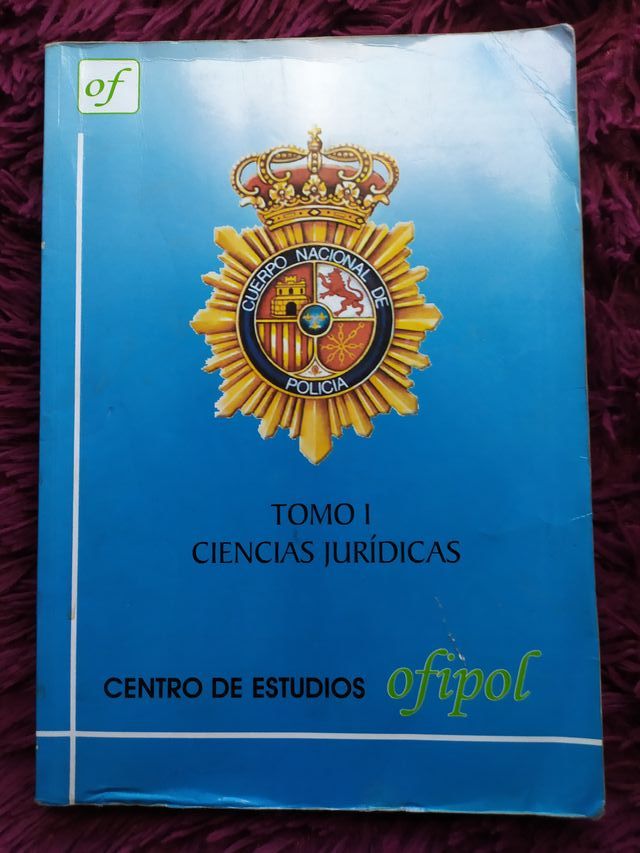 of
CUERPO NACIONAL DE
POLICIA
TOMO I
CIENCIAS JURÍDICAS
CENTRO DE ESTUDIOS ofipol